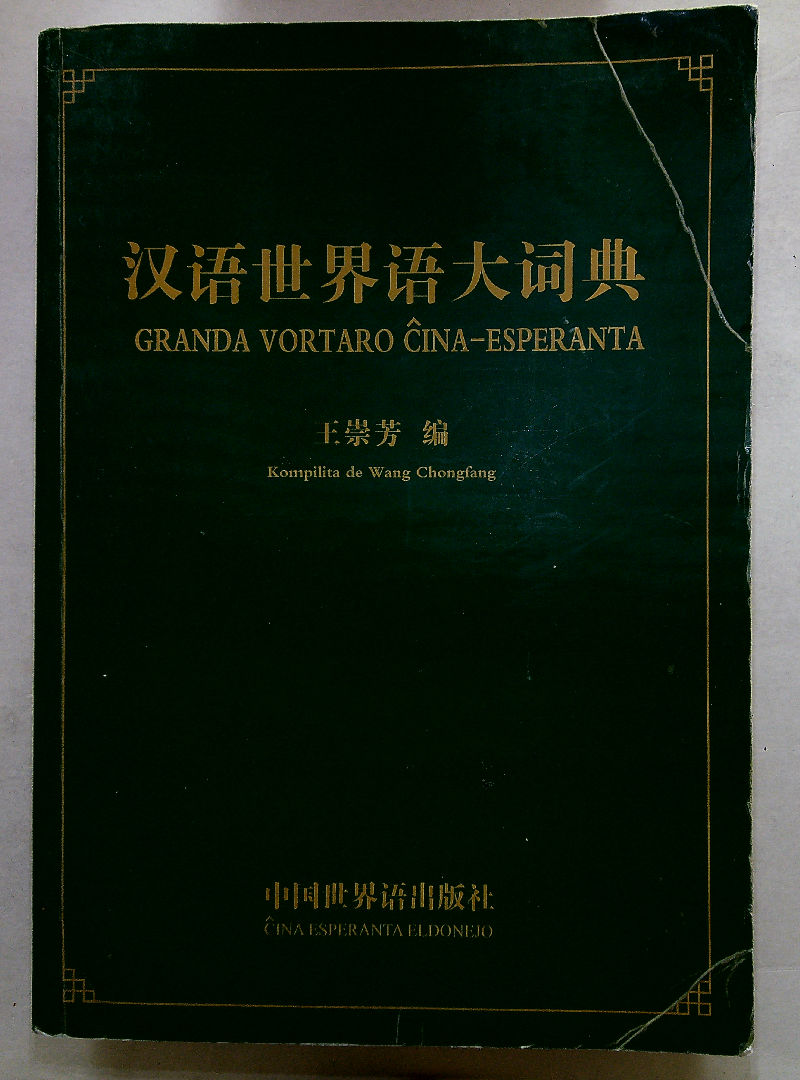 汉语世界语大词典
GRANDA VORTARO ĈINA-ESPERANTA
王崇芳 编
Kompilita de Wang Chongfang
中国世界语出版社
ĈINA ESPERANTA ELDONEJO